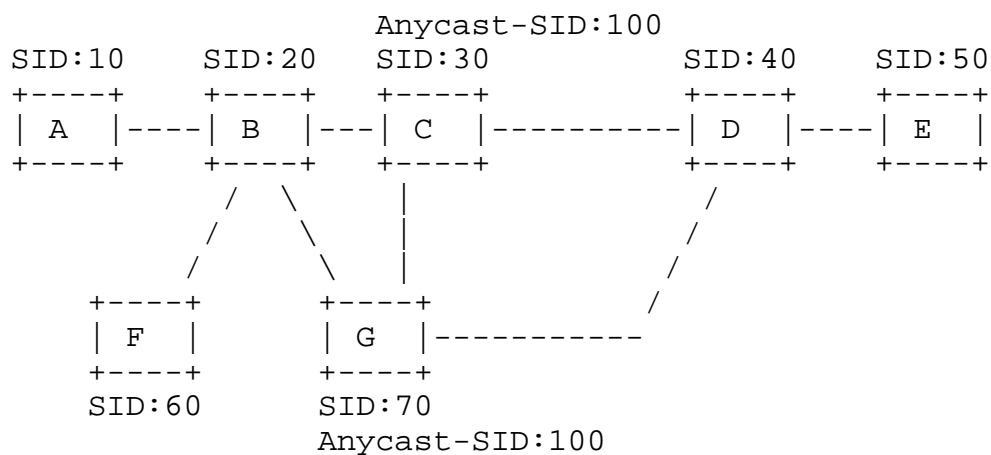 Anycast-SID:100
SID:10 SID:20 SID:30 SID:40 SID:50
A B C D E
F G
SID:60 SID:70
Anycast-SID:100